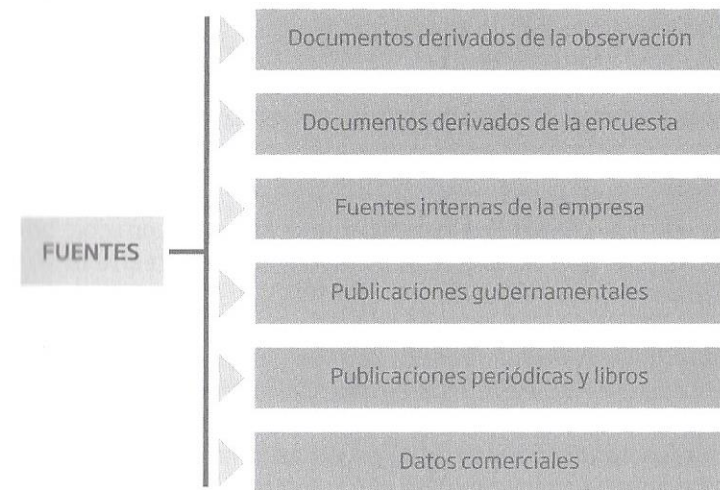 FUENTES
Documentos derivados de la observación
Documentos derivados de la encuesta
Fuentes internas de la empresa
Publicaciones gubernamentales
Publicaciones periódicas y libros
Datos comerciales